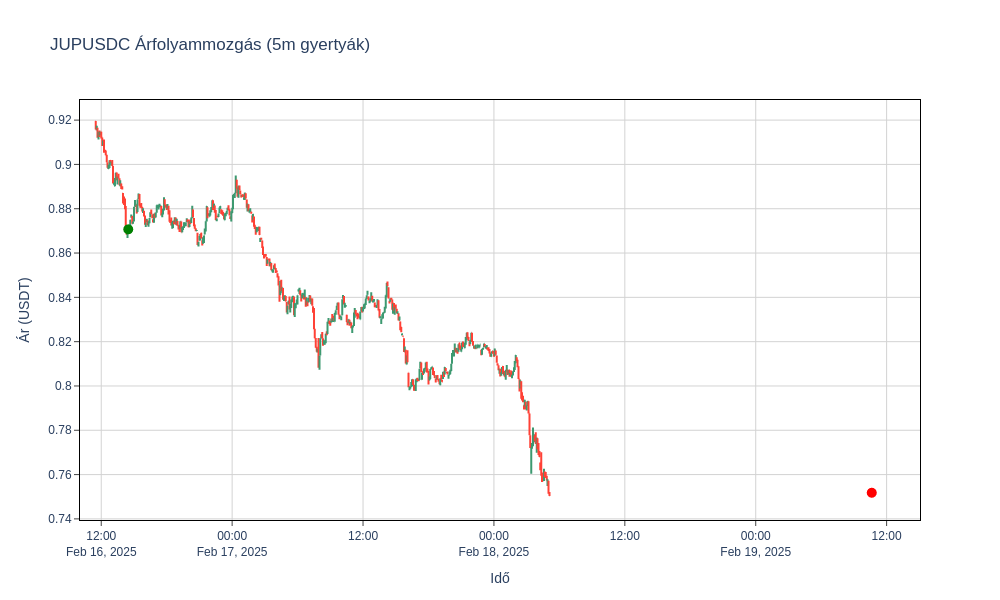 JUPUSDC Árfolyammozgás (5m gyertyák)
Ár (USDT)
0.92
0.9
0.88
0.86
0.84
0.82
0.8
0.78
0.76
0.74
12:00 00:00 12:00 00:00 12:00 00:00 12:00
Feb 16, 2025 Feb 17, 2025 Feb 18, 2025 Feb 19, 2025
Idő